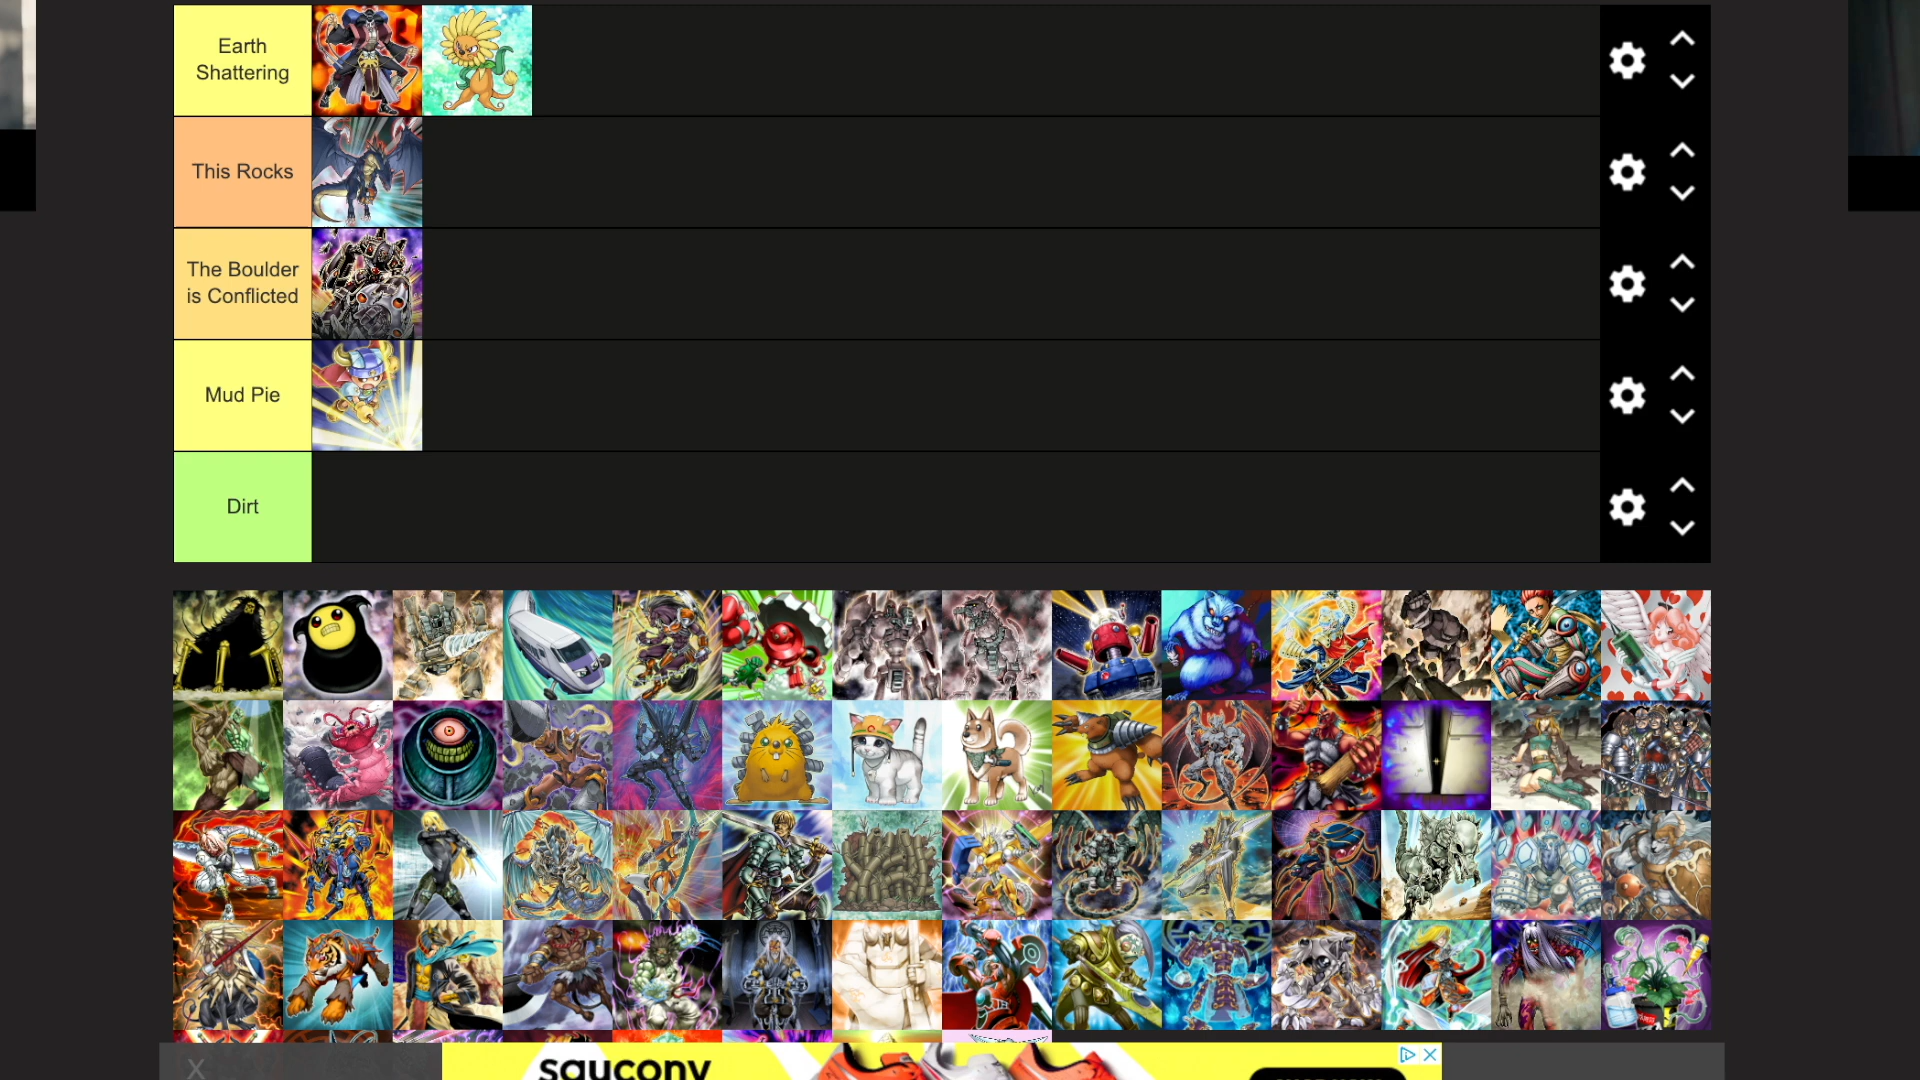 Earth
Shattering
This Rocks
The Boulder
is Conflicted
Mud Pie
Dirt
X
saucony